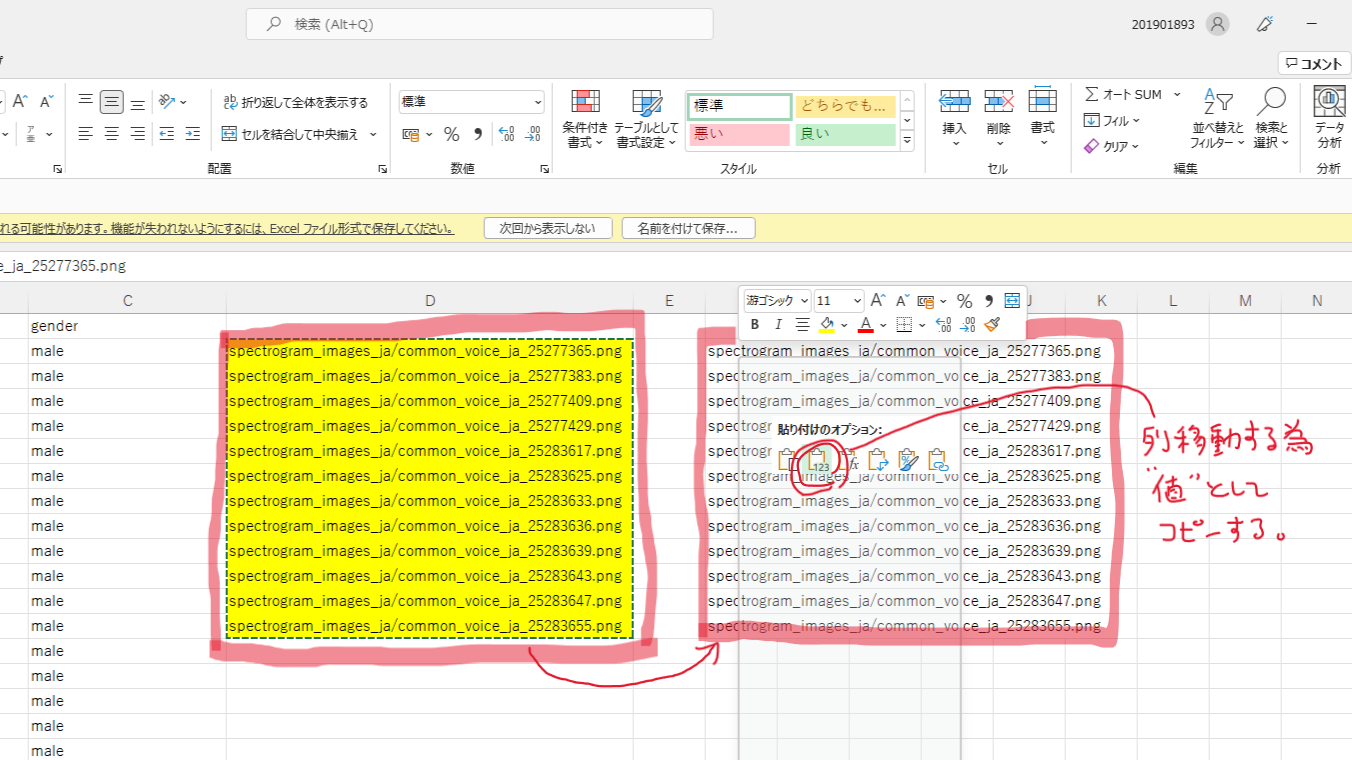 検索 (Alt+Q)
201901893
コメント
折り返して全体を表示する
標準
セルを結合して中央揃え
% 9 .00 .00
条件付き
書式
テーブルとして
書式設定
標準
どちらでも...
悪い
良い
挿入
削除
書式
オート SUM
フィル
クリア
並べ替えと
フィルター
検索と
選択
データ
分析
配置
数値
スタイル
セル
編集
分析
れる可能性があります。機能が失われないようにするには、Excel ファイル形式で保存してください。
次回から表示しない
名前を付けて保存...
e_ja_25277365.png
C D E J K L M N
游ゴシック 11
B I A
gender
male spectrogram_images_ja/common_voice_ja_25277365.png spectrogram_images_ja/common_voice_ja_25277365.png
male spectrogram_images_ja/common_voice_ja_25277383.png spectrogram_images_ja/common_voice_ja_25277383.png
male spectrogram_images_ja/common_voice_ja_25277409.png ce_ja_25277409.png
male spectrogram_images_ja/common_voice_ja_25277429.png ce_ja_25277429.png
貼り付けのオプション:
male spectrogram_images_ja/common_voice_ja_25283617.png ce_ja_25283617.png
123 fx
male spectrogram_images_ja/common_voice_ja_25283625.png spectrogram_images_ja/common_voice_ja_25283625.png
male spectrogram_images_ja/common_voice_ja_25283633.png spectrogram_images_ja/common_voice_ja_25283633.png
male spectrogram_images_ja/common_voice_ja_25283636.png spectrogram_images_ja/common_voice_ja_25283636.png
male spectrogram_images_ja/common_voice_ja_25283639.png spectrogram_images_ja/common_voice_ja_25283639.png
male spectrogram_images_ja/common_voice_ja_25283643.png spectrogram_images_ja/common_voice_ja_25283643.png
male spectrogram_images_ja/common_voice_ja_25283647.png spectrogram_images_ja/common_voice_ja_25283647.png
male spectrogram_images_ja/common_voice_ja_25283655.png spectrogram_images_ja/common_voice_ja_25283655.png
male
male
male
male
male
列移動する為
"値"として
コピーする。